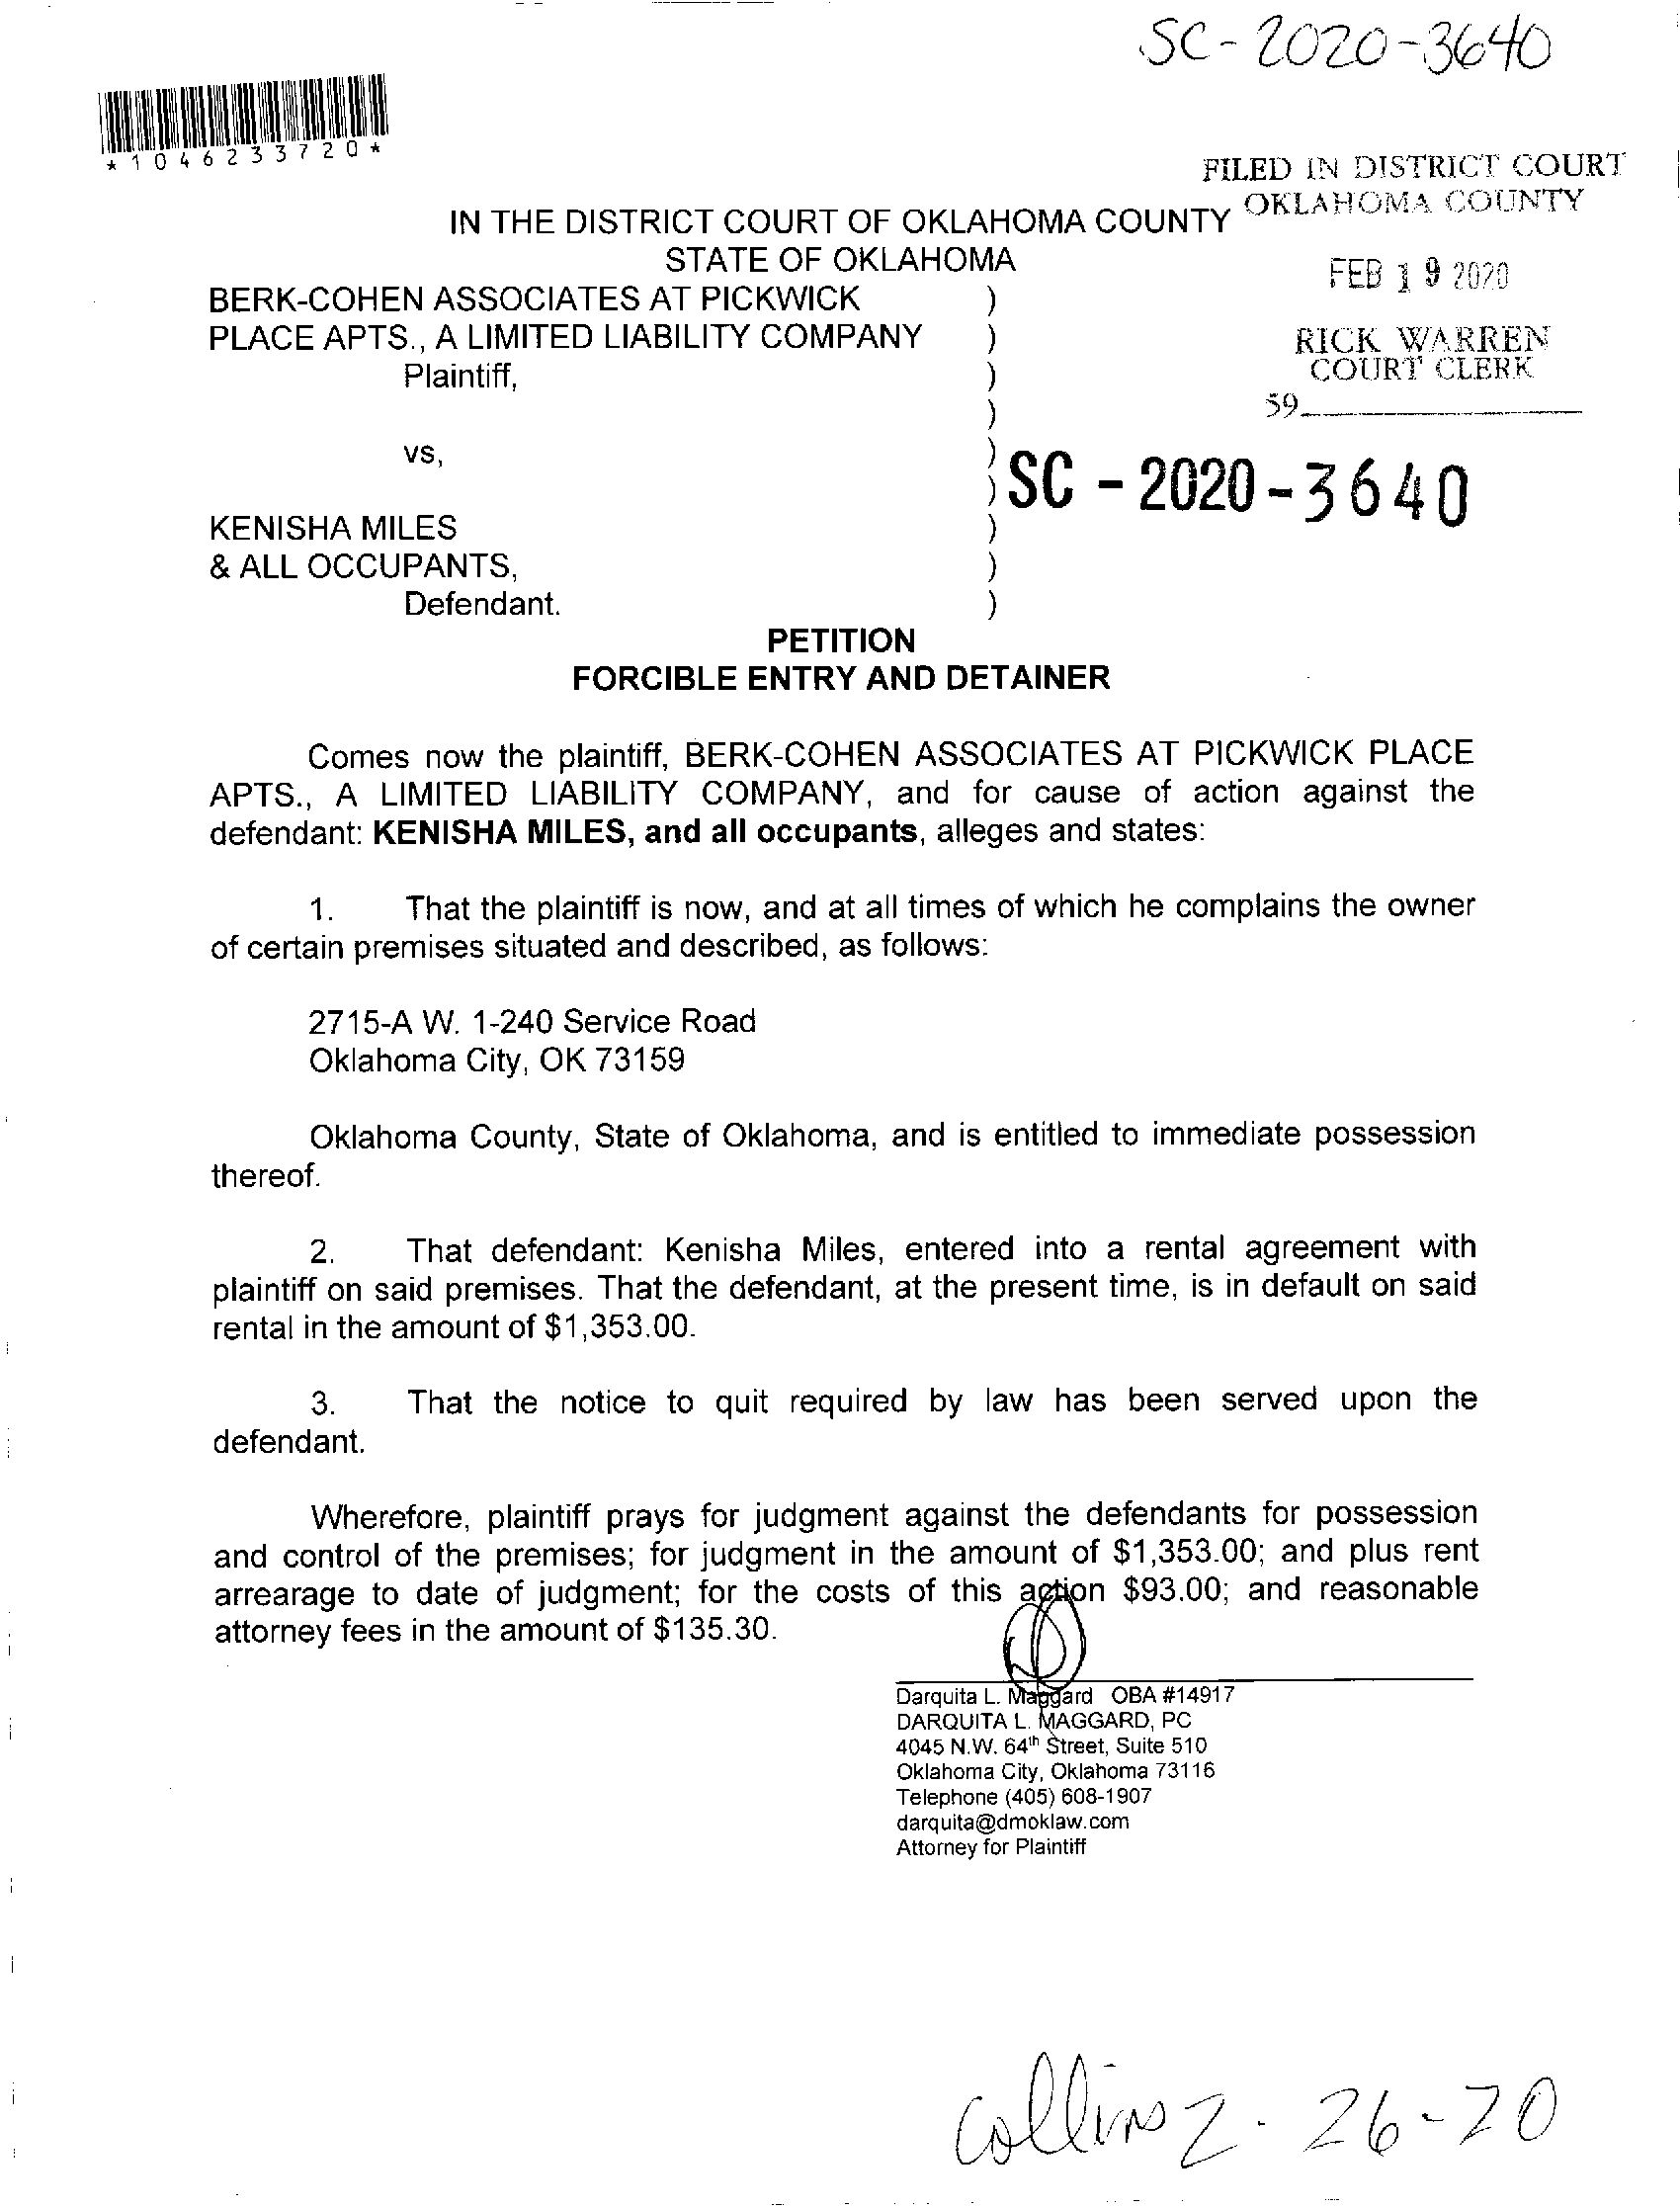 SC-2020-3640
*1046233720*
FILED IN DISTRICT COURT
OKLAHOMA COUNTY
IN THE DISTRICT COURT OF OKLAHOMA COUNTY
STATE OF OKLAHOMA
FEB 19 2020
BERK-COHEN ASSOCIATES AT PICKWICK )
PLACE APTS., A LIMITED LIABILITY COMPANY )
RICK WARREN
COURT CLERK
Plaintiff, )
59
)
vs, )
) SC - 2020 - 3640
KENISHA MILES )
& ALL OCCUPANTS, )
Defendant. )
PETITION
FORCIBLE ENTRY AND DETAINER
Comes now the plaintiff, BERK-COHEN ASSOCIATES AT PICKWICK PLACE
APTS., A LIMITED LIABILITY COMPANY, and for cause of action against the
defendant: KENISHA MILES, and all occupants, alleges and states:
1. That the plaintiff is now, and at all times of which he complains the owner
of certain premises situated and described, as follows:
2715-A W. 1-240 Service Road
Oklahoma City, OK 73159
Oklahoma County, State of Oklahoma, and is entitled to immediate possession
thereof.
2. That defendant: Kenisha Miles, entered into a rental agreement with
plaintiff on said premises. That the defendant, at the present time, is in default on said
rental in the amount of $1,353.00.
3. That the notice to quit required by law has been served upon the
defendant.
Wherefore, plaintiff prays for judgment against the defendants for possession
and control of the premises; for judgment in the amount of $1,353.00; and plus rent
arrearage to date of judgment; for the costs of this action $93.00; and reasonable
attorney fees in the amount of $135.30.
Darquita L. Maggard OBA #14917
DARQUITA L. MAGGARD, PC
4045 N.W. 64th Street, Suite 510
Oklahoma City, Oklahoma 73116
Telephone (405) 608-1907
darquita@dmoklaw.com
Attorney for Plaintiff
Collins 2-26-20